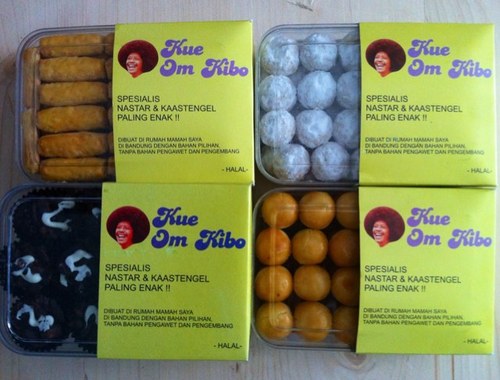 Kue
Om Kibo
SPESIALIS
NASTAR & KAASTENGEL
PALING ENAK !!
DIBUAT DI RUMAH MAMAH SAYA
DI BANDUNG DENGAN BAHAN PILIHAN,
TANPA BAHAN PENGAWET DAN PENGEMBANG
- HALAL-
Kue
Om Kibo
SPESIALIS
NASTAR & KAASTENGEL
PALING ENAK !!
DIBUAT DI RUMAH MAMAH SAYA
DI BANDUNG DENGAN BAHAN PILIHAN,
TANPA BAHAN PENGAWET DAN PENGEMBANG
- HALAL-
Kue
Om Kibo
SPESIALIS
NASTAR & KAASTENGEL
PALING ENAK !!
DIBUAT DI RUMAH MAMAH SAYA
DI BANDUNG DENGAN BAHAN PILIHAN,
TANPA BAHAN PENGAWET DAN PENGEMBANG
- HALAL-
Kue
Om Kibo
SPESIALIS
NASTAR & KAASTENGEL
PALING ENAK !!
DIBUAT DI RUMAH MAMAH SAYA
DI BANDUNG DENGAN BAHAN PILIHAN,
TANPA BAHAN PENGAWET DAN PENGEMBANG
- HALAL-